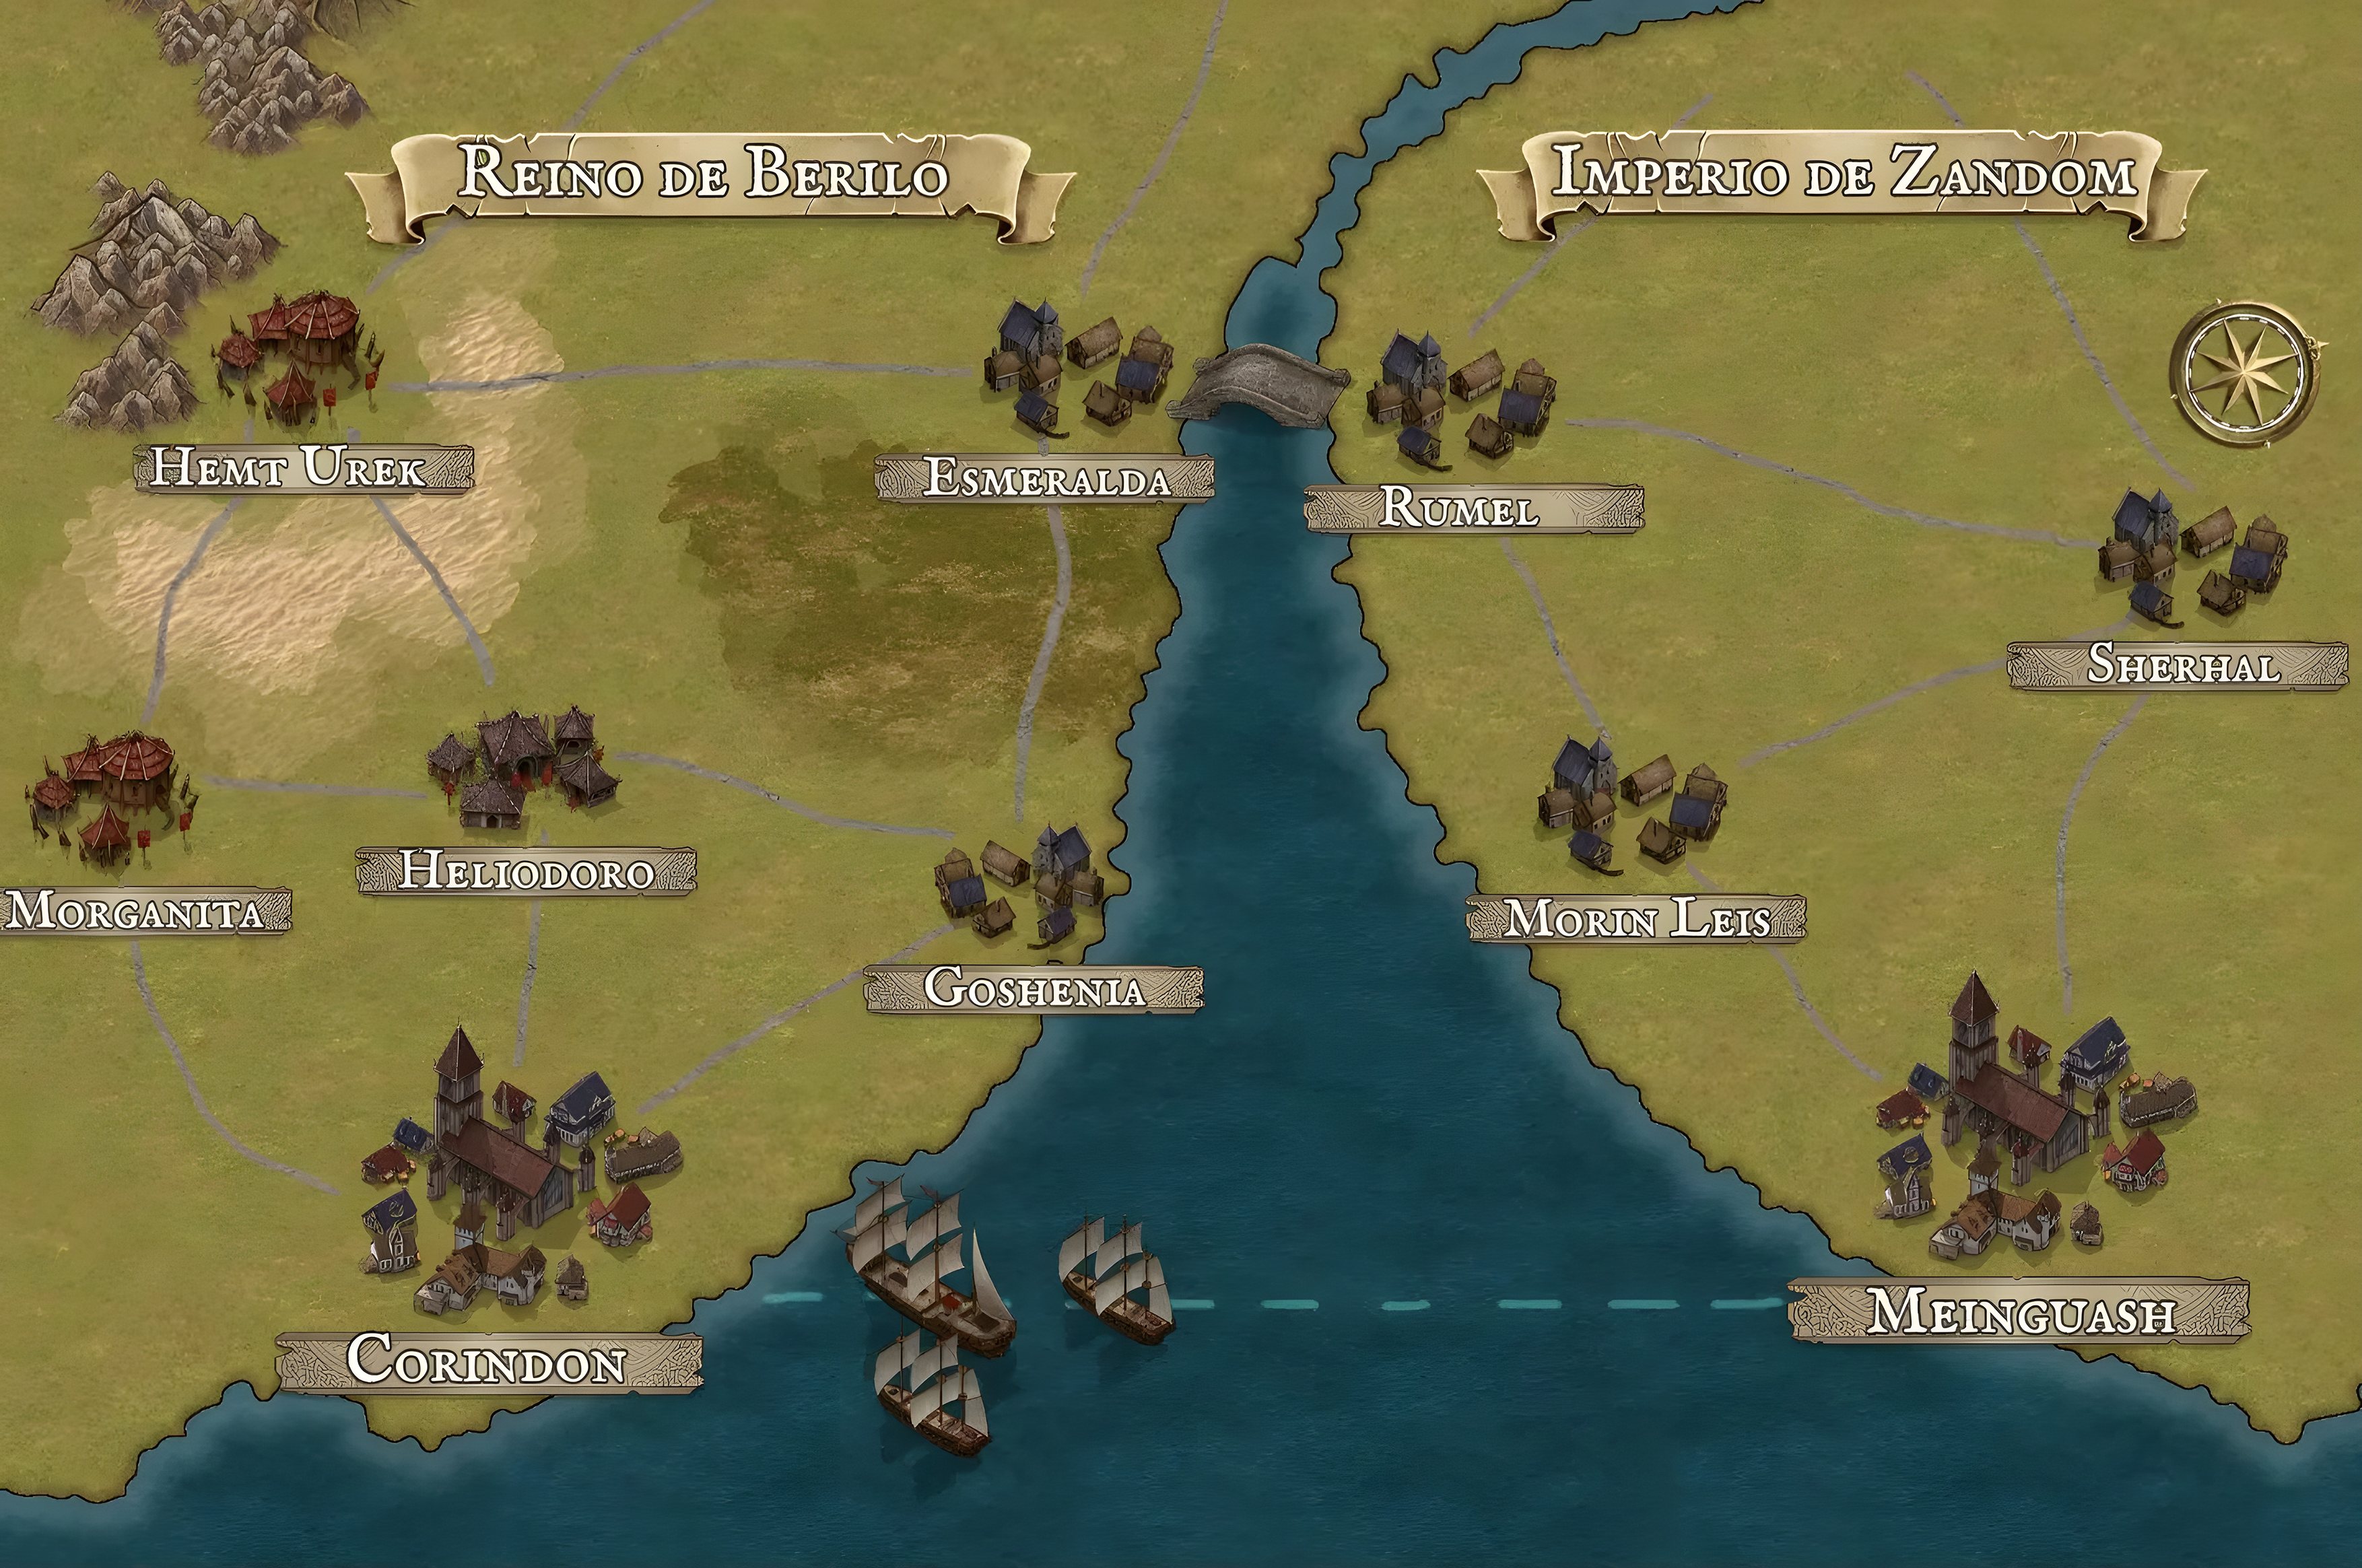 Reino de Berilo
Imperio de Zandom
Hemt Urek
Esmeralda
Rumel
Sherhal
Heliodoro
Morganita
Morin Leis
Goshenia
Meinguash
Corindon